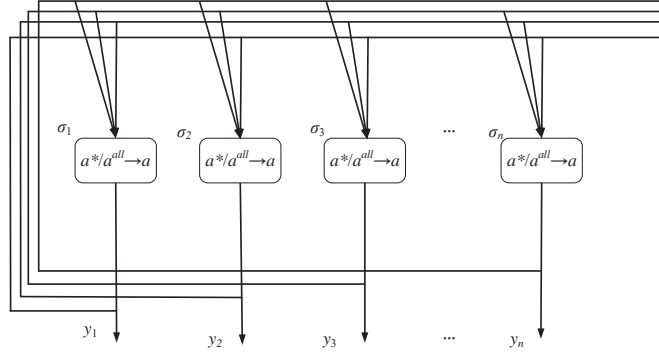 σ1 σ2 σ3 ... σn
a*/a^all→a a*/a^all→a a*/a^all→a a*/a^all→a
y1 y2 y3 ... yn